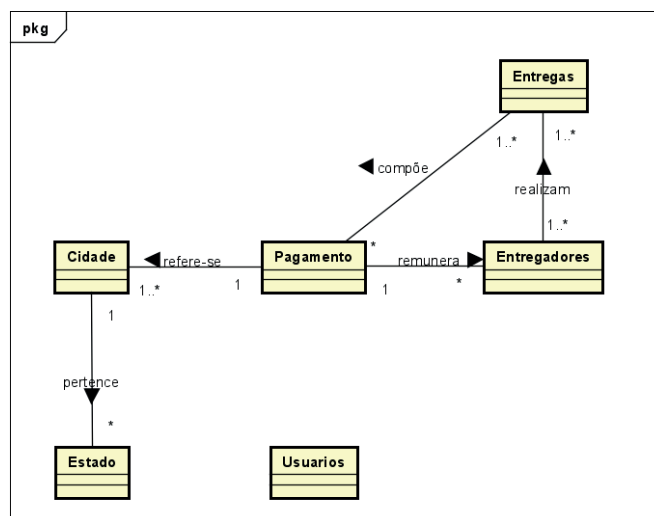 pkg
Entregas
1..*
1..*
compõe
realizam
1..*
*
Cidade
refere-se
Pagamento
remunera
Entregadores
1..*
1
1
*
1
pertence
*
Estado
Usuarios